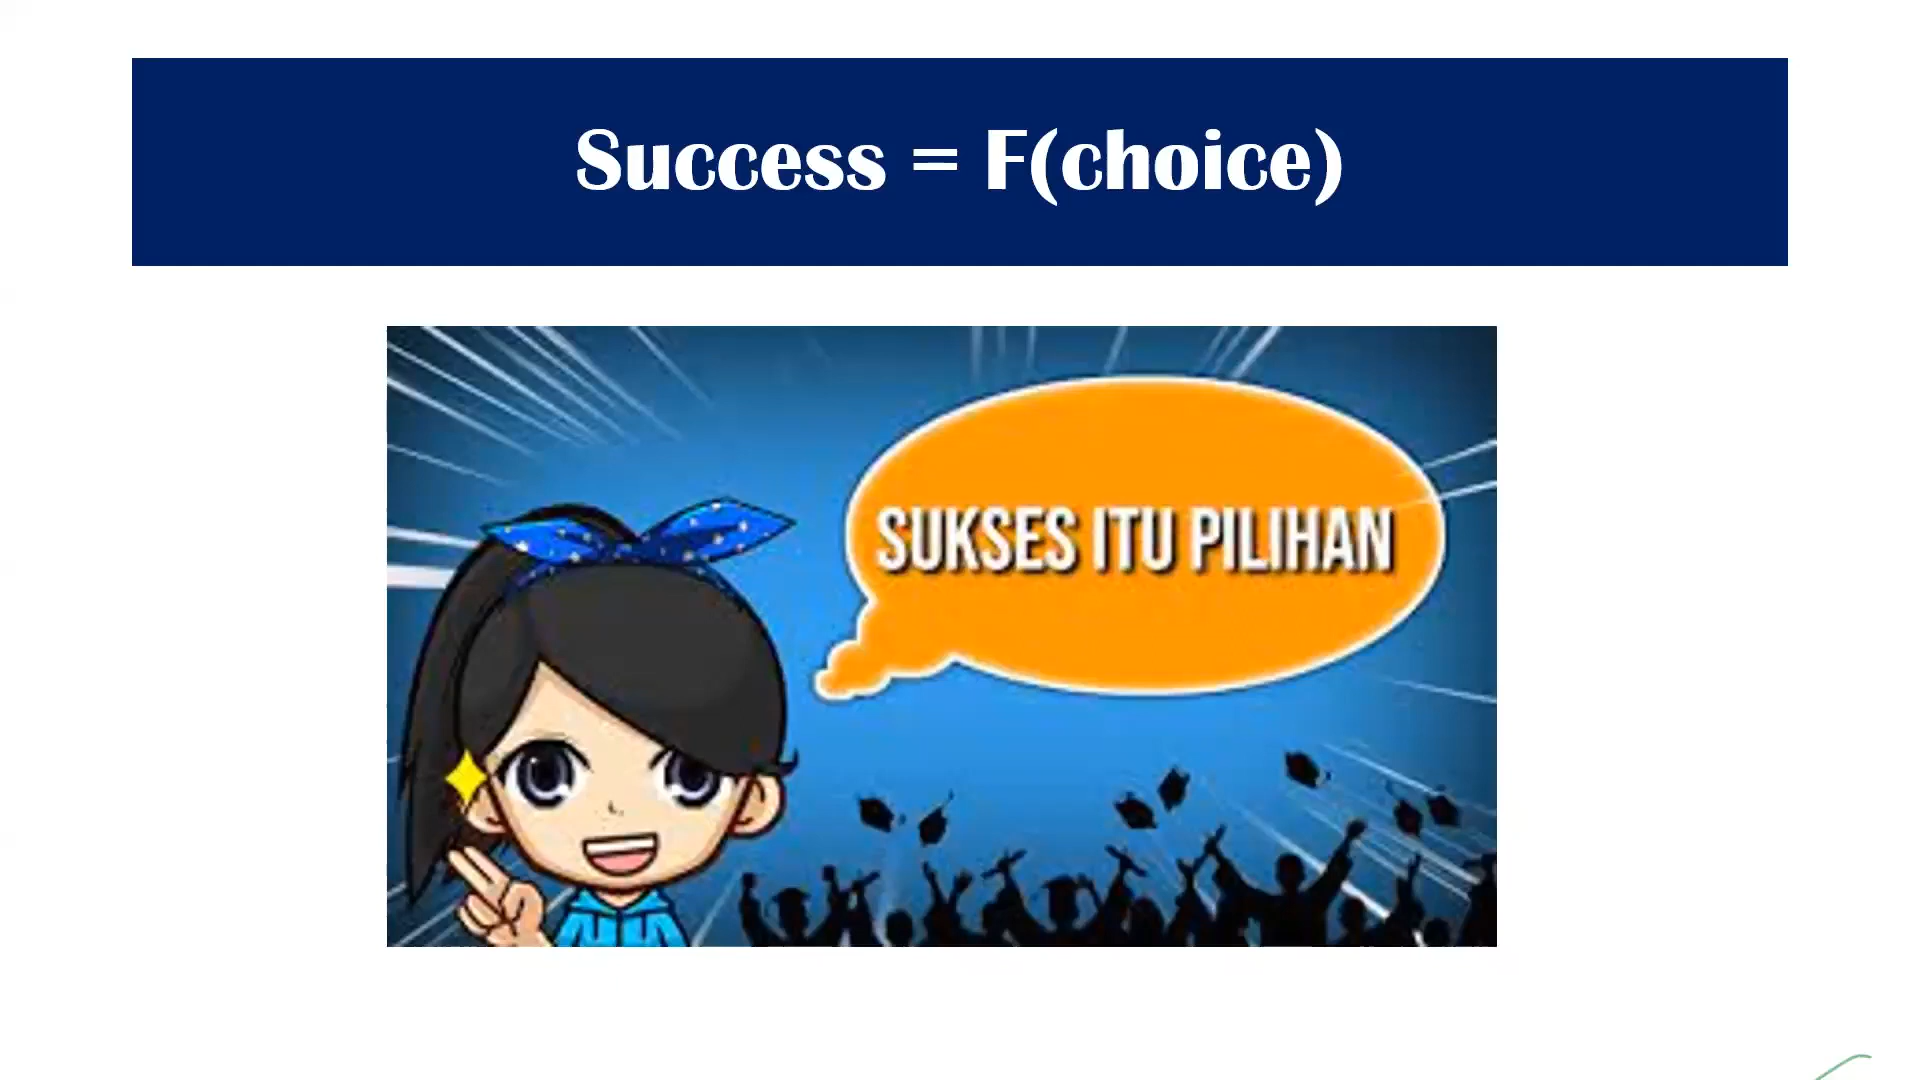 Success = F(choice)
SUKSES ITU PILIHAN